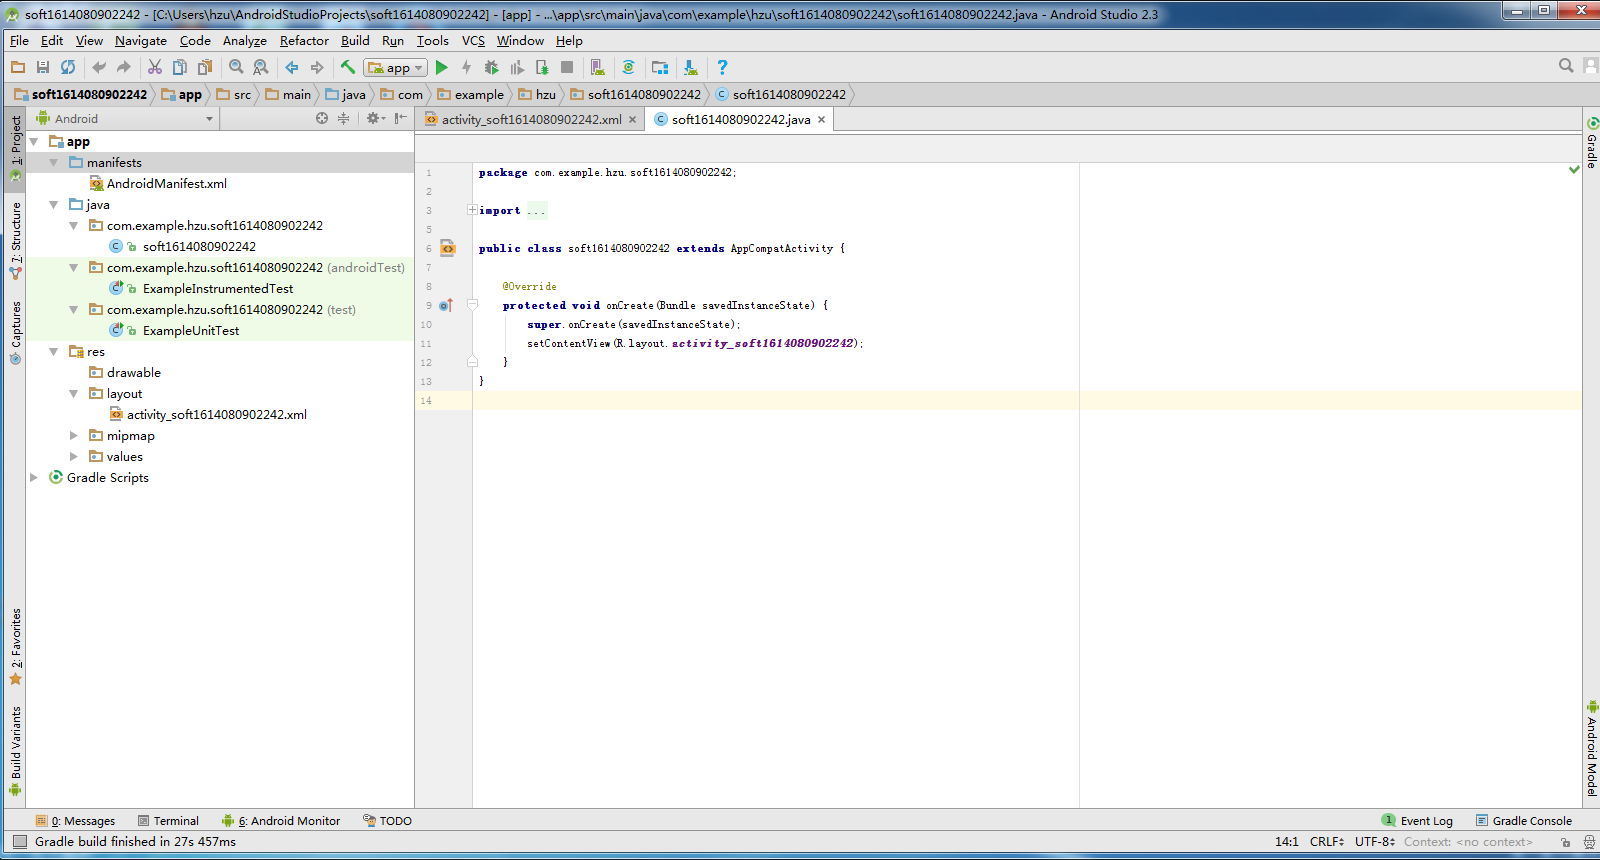 soft1614080902242 - [C:\Users\hzu\AndroidStudioProjects\soft1614080902242] - [app] - ...\app\src\main\java\com\example\hzu\soft1614080902242\soft1614080902242.java - Android Studio 2.3
File Edit View Navigate Code Analyze Refactor Build Run Tools VCS Window Help
app
soft1614080902242 app src main java com example hzu soft1614080902242 soft1614080902242
Android
activity_soft1614080902242.xml soft1614080902242.java
1: Project
7: Structure
Captures
2: Favorites
Build Variants
app
manifests
AndroidManifest.xml
java
com.example.hzu.soft1614080902242
soft1614080902242
com.example.hzu.soft1614080902242 (androidTest)
ExampleInstrumentedTest
com.example.hzu.soft1614080902242 (test)
ExampleUnitTest
res
drawable
layout
activity_soft1614080902242.xml
mipmap
values
Gradle Scripts
1 package com.example.hzu.soft1614080902242;
2
3 import ...
5
6 public class soft1614080902242 extends AppCompatActivity {
7
8 @Override
9 protected void onCreate(Bundle savedInstanceState) {
10 super.onCreate(savedInstanceState);
11 setContentView(R.layout.activity_soft1614080902242);
12 }
13 }
14
Gradle
Android Model
0: Messages Terminal 6: Android Monitor TODO 1 Event Log Gradle Console
Gradle build finished in 27s 457ms 14:1 CRLF UTF-8 Context: <no context>